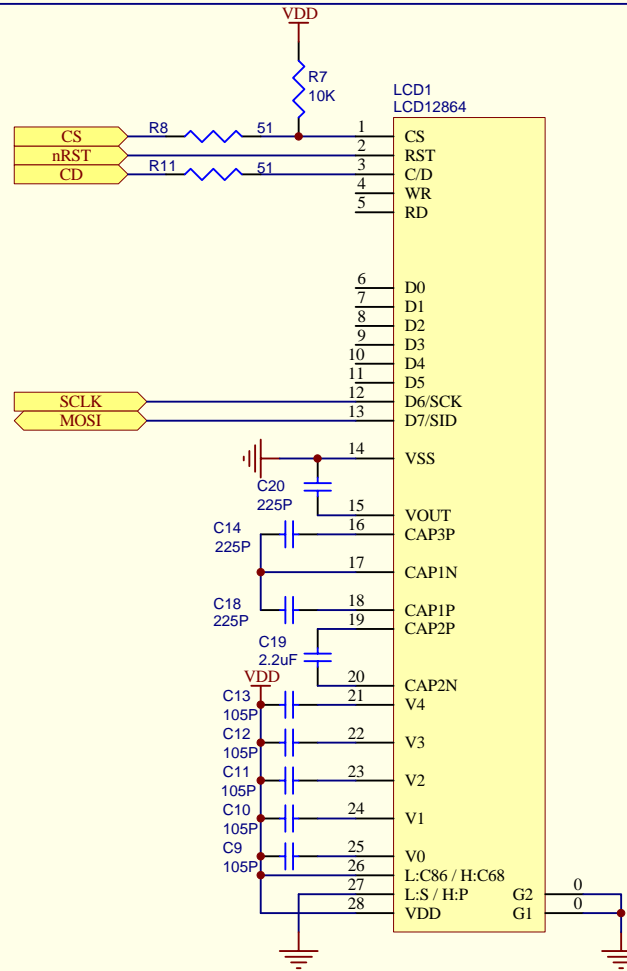 VDD
R7
10K
LCD1
LCD12864
CS R8 51 1 CS
nRST 2 RST
CD R11 51 3 C/D
4 WR
5 RD
6 D0
7 D1
8 D2
9 D3
10 D4
11 D5
SCLK 12 D6/SCK
MOSI 13 D7/SID
14 VSS
C20
225P
15 VOUT
C14 16 CAP3P
225P
17 CAP1N
C18 18 CAP1P
225P
19 CAP2P
C19
2.2uF
VDD
20 CAP2N
C13 21 V4
105P
C12 22 V3
105P
C11 23 V2
105P
C10 24 V1
105P
C9 25 V0
105P
26 L:C86 / H:C68
27 L:S / H:P G2 0
28 VDD G1 0